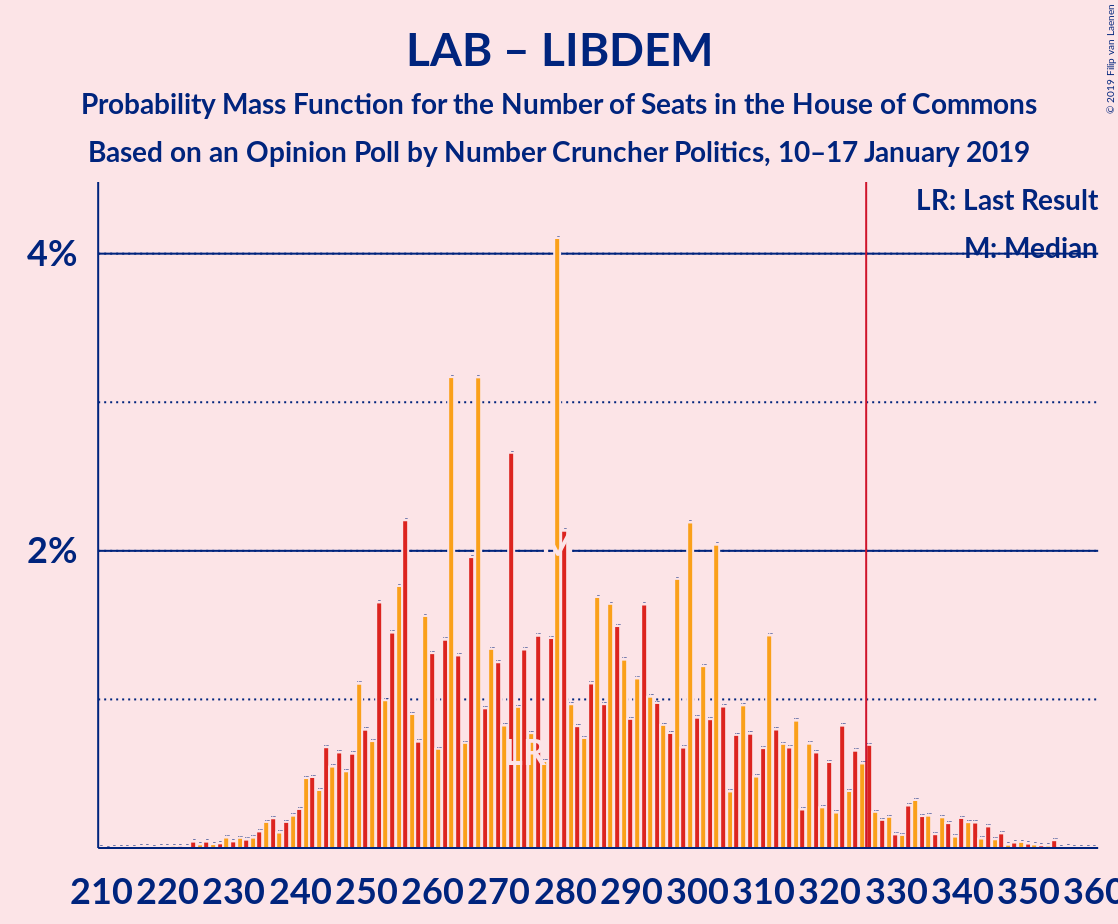 LAB – LIBDEM
Probability Mass Function for the Number of Seats in the House of Commons
Based on an Opinion Poll by Number Cruncher Politics, 10–17 January 2019
© 2019 Filip van Laenen
LR: Last Result
M: Median
4%
2%
M
LR
210 220 230 240 250 260 270 280 290 300 310 320 330 340 350 360